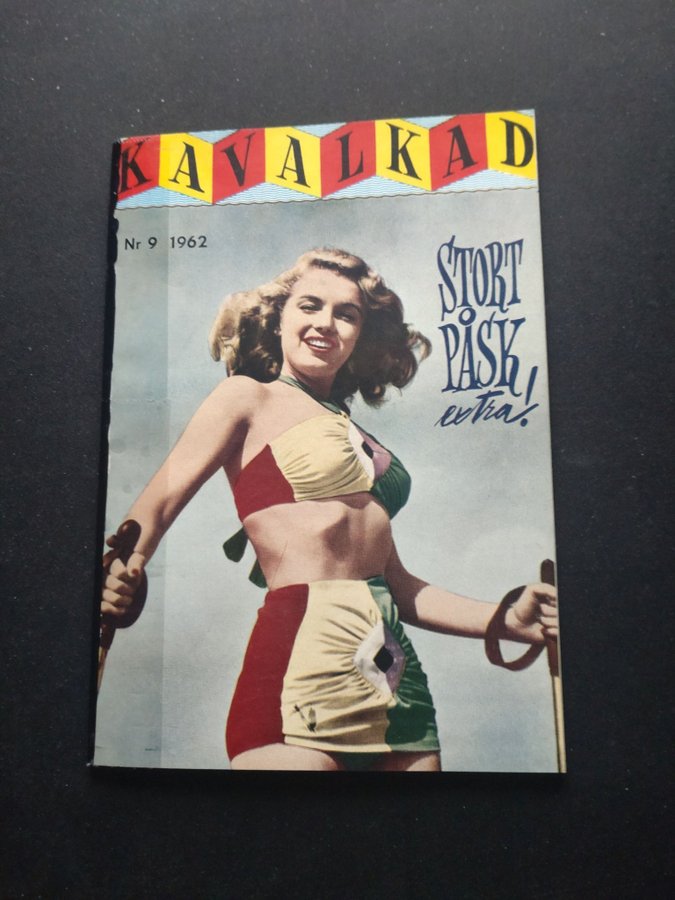 KAVALKAD
Nr 9 1962
STORT
PÅSK
extra!